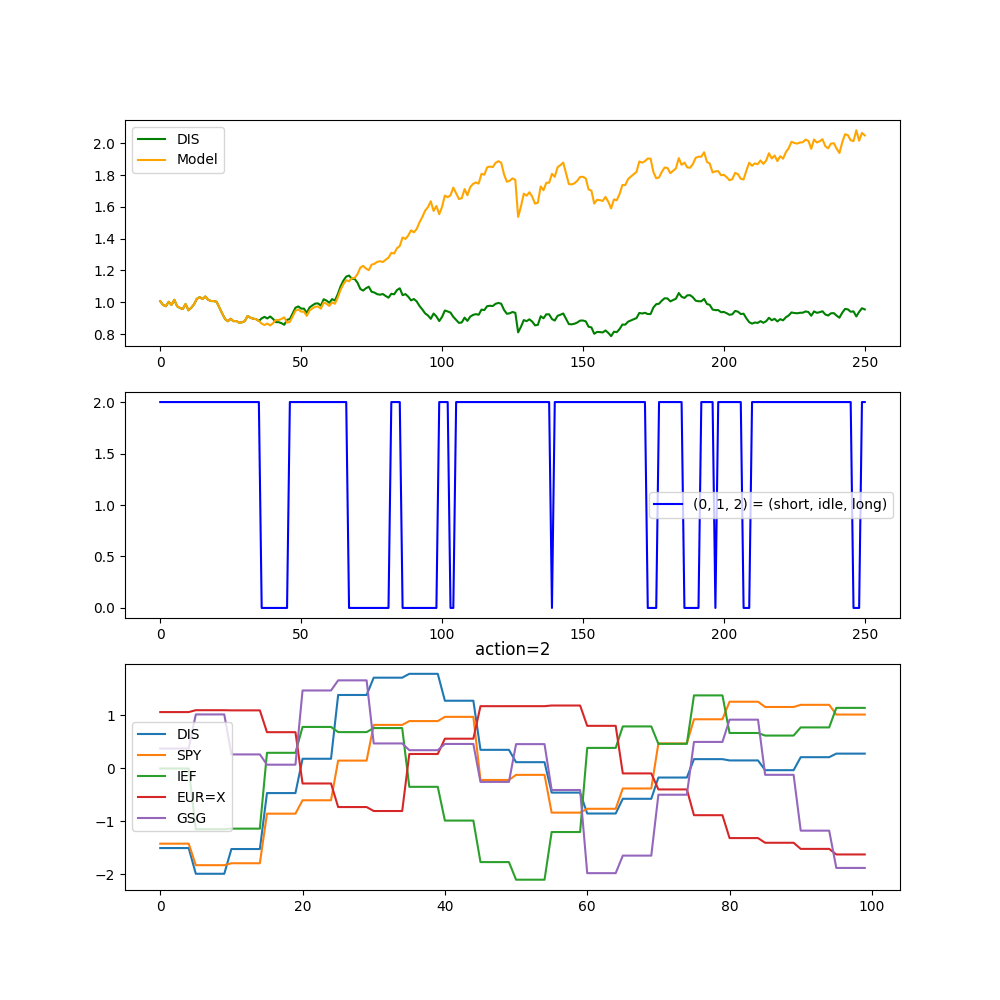 DIS
Model
2.0
1.8
1.6
1.4
1.2
1.0
0.8
0 50 100 150 200 250
2.0
1.5
1.0
0.5
0.0
(0, 1, 2) = (short, idle, long)
0 50 100 150 200 250
action=2
1
0
−1
−2
DIS
SPY
IEF
EUR=X
GSG
0 20 40 60 80 100